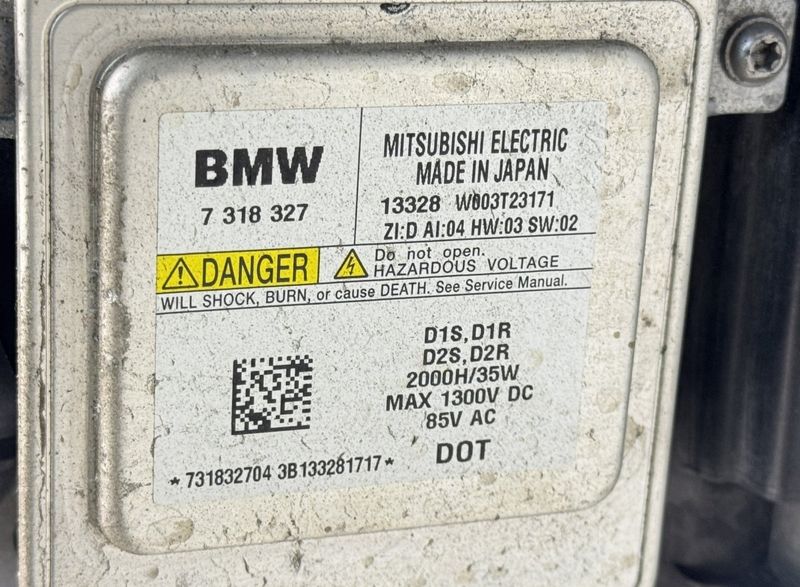 BMW
7 318 327
MITSUBISHI ELECTRIC
MADE IN JAPAN
13328 W003T23171
ZI:D AI:04 HW:03 SW:02
DANGER
Do not open.
HAZARDOUS VOLTAGE
WILL SHOCK, BURN, or cause DEATH. See Service Manual.
D1S, D1R
D2S, D2R
2000H/35W
MAX 1300V DC
85V AC
DOT
*731832704 3B133281717*